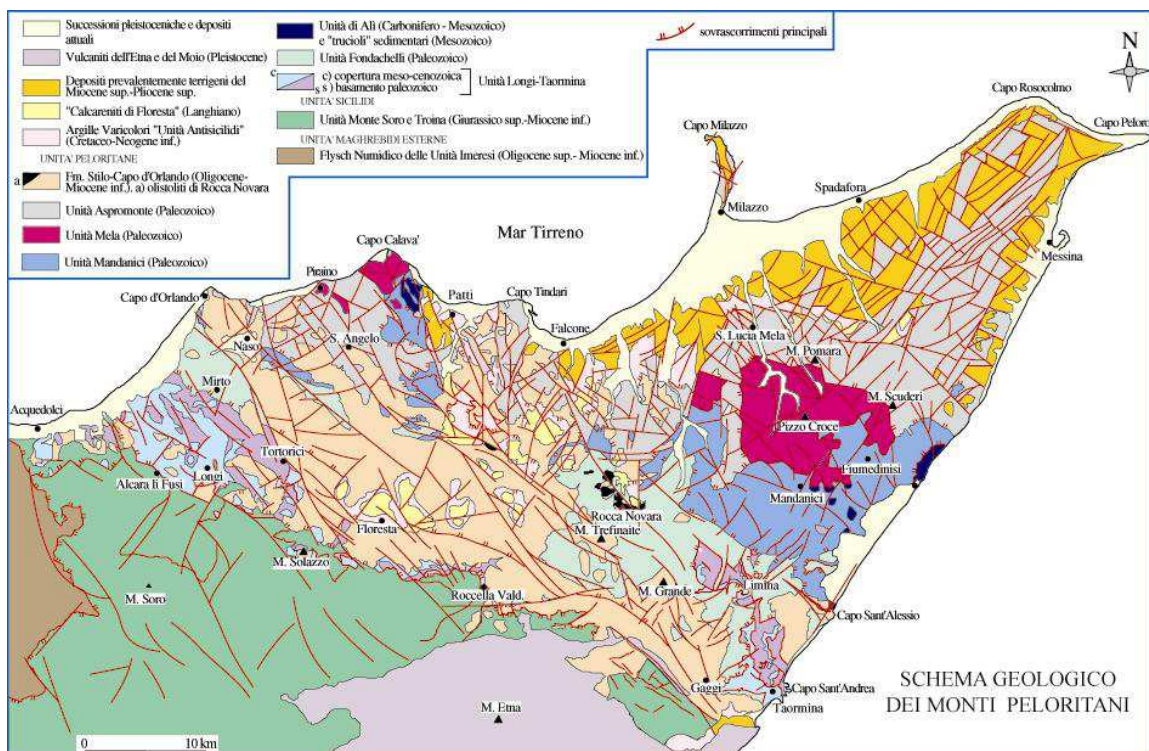 Successioni pleistoceniche e depositi
attuali
Vulcaniti dell'Etna e del Moio (Pleistocene)
Depositi prevalentemente terrigeni del
Miocene sup.-Pliocene sup.
"Calcareniti di Floresta" (Langhiano)
Argille Varicolori "Unità Antisicilidi"
(Cretacco-Neogene inf.)
UNITA' PELORITANE
a
Fm. Stilo-Capo d'Orlando (Oligocene-
Miocene inf.). a) olistoliti di Rocca Novara
Unità Aspromonte (Paleozoico)
Unità Mela (Paleozoico)
Unità Mandanici (Paleozoico)
Unità di Alì (Carbonifero - Mesozoico)
e "trucioli" sedimentari (Mesozoico)
Unità Fondachelli (Paleozoico)
c
s
c) copertura meso-cenozoica
s) basamento paleozoico
Unità Longi-Taormina
UNITA' SICILIDI
Unità Monte Soro e Troina (Giurassico sup.-Miocene inf.)
UNITA' MAGHREBIDI ESTERNE
Flysch Numidico delle Unità Imeresi (Oligocene sup.- Miocene inf.)
sovrascorrimenti principali
N
Capo Rosocolmo
Capo Peloro
Capo Milazzo
Spadafora
Milazzo
Messina
Mar Tirreno
Capo Calava'
Piraino
Capo d'Orlando
Patti
Capo Tindari
Falcone
Naso
S. Angelo
S. Lucia Mela
M. Pomara
Mirto
M. Scuderi
Acquedolci
Pizzo Croce
Tortorici
Fiumedinisi
Alcara li Fusi
Longi
Mandanici
Rocca Novara
Floresta
M. Trefinaite
M. Solazzo
M. Soro
Roccella Vald.
M. Grande
Limina
Capo Sant'Alessio
Gaggi
Capo Sant'Andrea
Taormina
M. Etna
SCHEMA GEOLOGICO
DEI MONTI PELORITANI
0
10 km